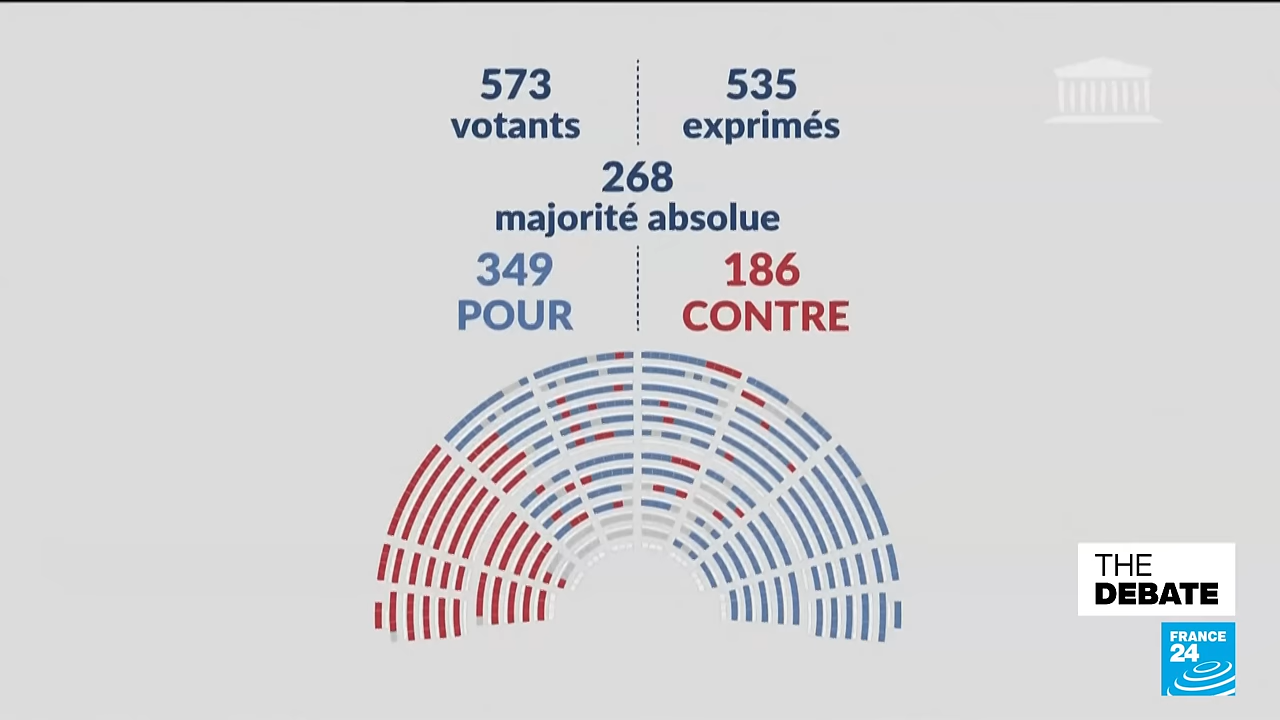 573
votants
535
exprimés
268
majorité absolue
349
POUR
186
CONTRE
THE
DEBATE
FRANCE
24